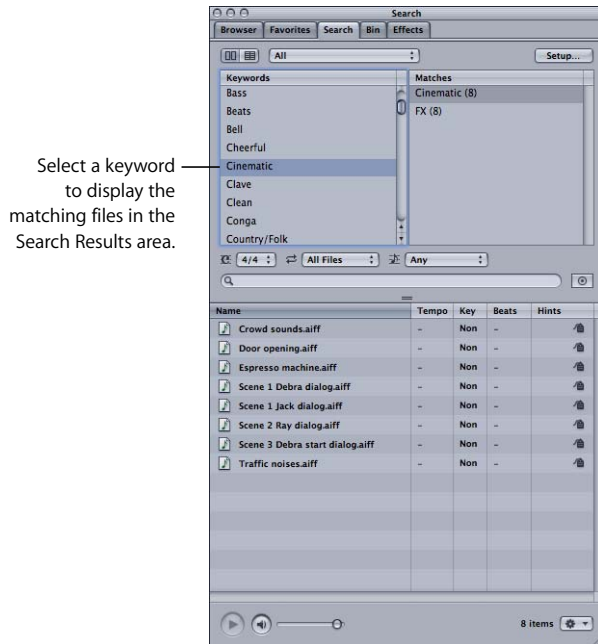 Search
Browser Favorites Search Bin Effects
All
Setup...
Keywords
Bass
Beats
Bell
Cheerful
Cinematic
Clave
Clean
Conga
Country/Folk
Matches
Cinematic (8)
FX (8)
Select a keyword
to display the
matching files in the
Search Results area.
4/4 All Files Any
Name Tempo Key Beats Hints
Crowd sounds.aiff - Non -
Door opening.aiff - Non -
Espresso machine.aiff - Non -
Scene 1 Debra dialog.aiff - Non -
Scene 1 Jack dialog.aiff - Non -
Scene 2 Ray dialog.aiff - Non -
Scene 3 Debra start dialog.aiff - Non -
Traffic noises.aiff - Non -
8 items